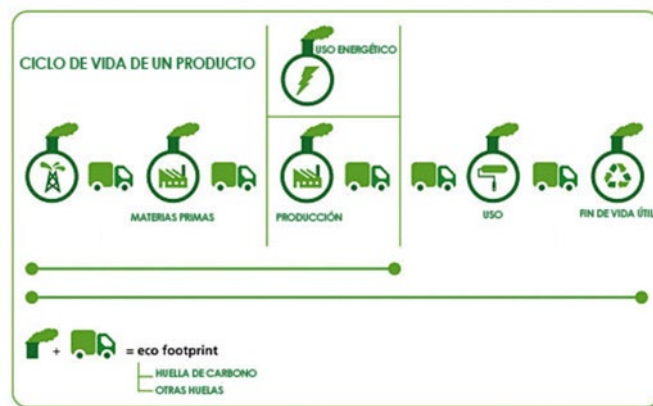 CICLO DE VIDA DE UN PRODUCTO
USO ENERGÉTICO
MATERIAS PRIMAS
PRODUCCIÓN
USO
FIN DE VIDA ÚTIL
+ = eco footprint
HUELLA DE CARBONO
OTRAS HUELAS